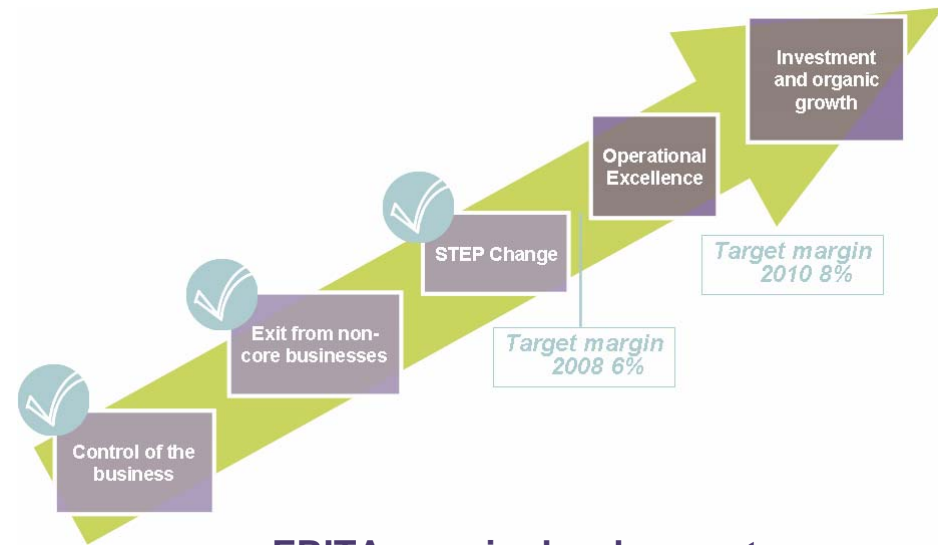 Investment
and organic
growth
Operational
Excellence
STEP Change
Target margin
2010 8%
Exit from non-
core businesses
Target margin
2008 6%
Control of the
business